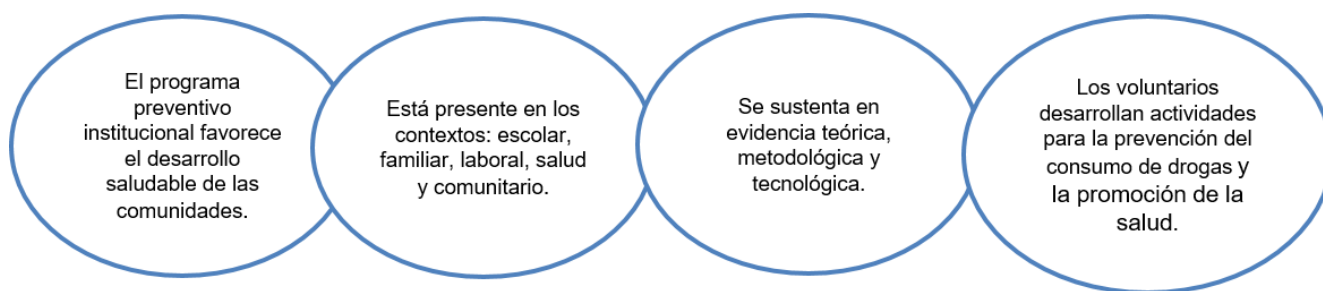 El programa
preventivo
institucional favorece
el desarrollo
saludable de las
comunidades.
Está presente en los
contextos: escolar,
familiar, laboral, salud
y comunitario.
Se sustenta en
evidencia teórica,
metodológica y
tecnológica.
Los voluntarios
desarrollan actividades
para la prevención del
consumo de drogas y
la promoción de la
salud.